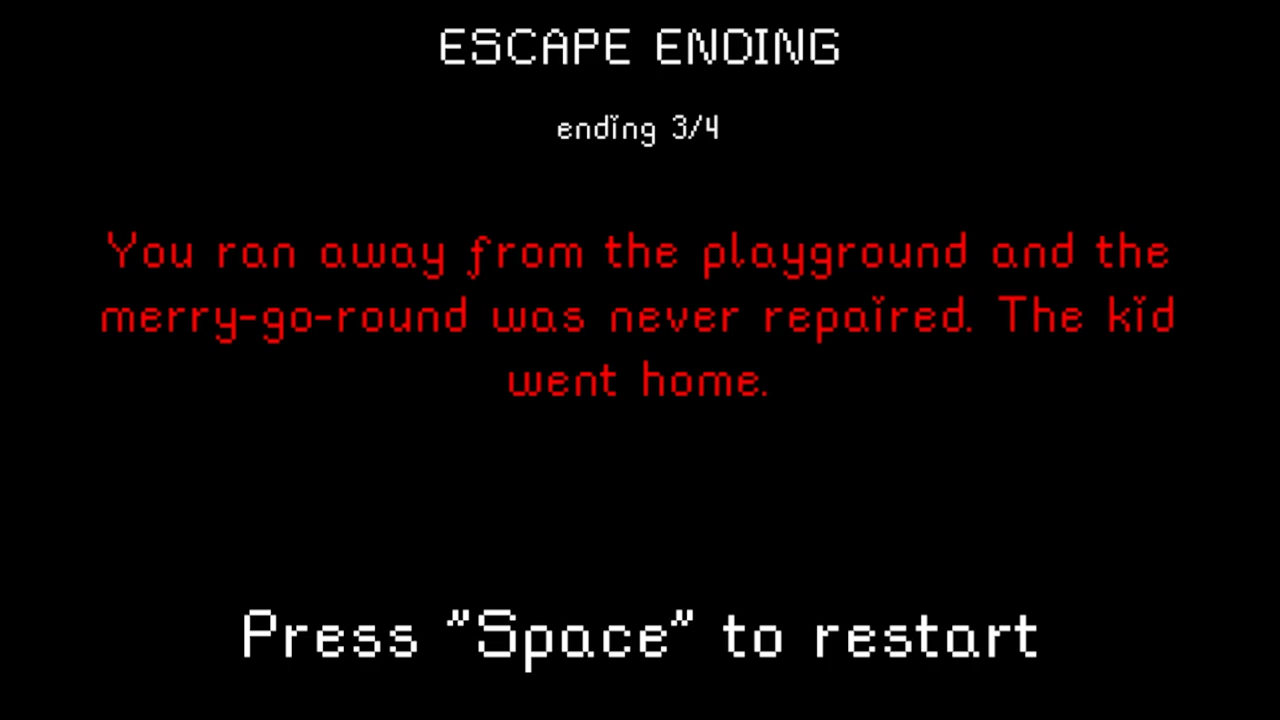 ESCAPE ENDING
ending 3/4
You ran away from the playground and the
merry-go-round was never repaired. The kid
went home.
Press "Space" to restart